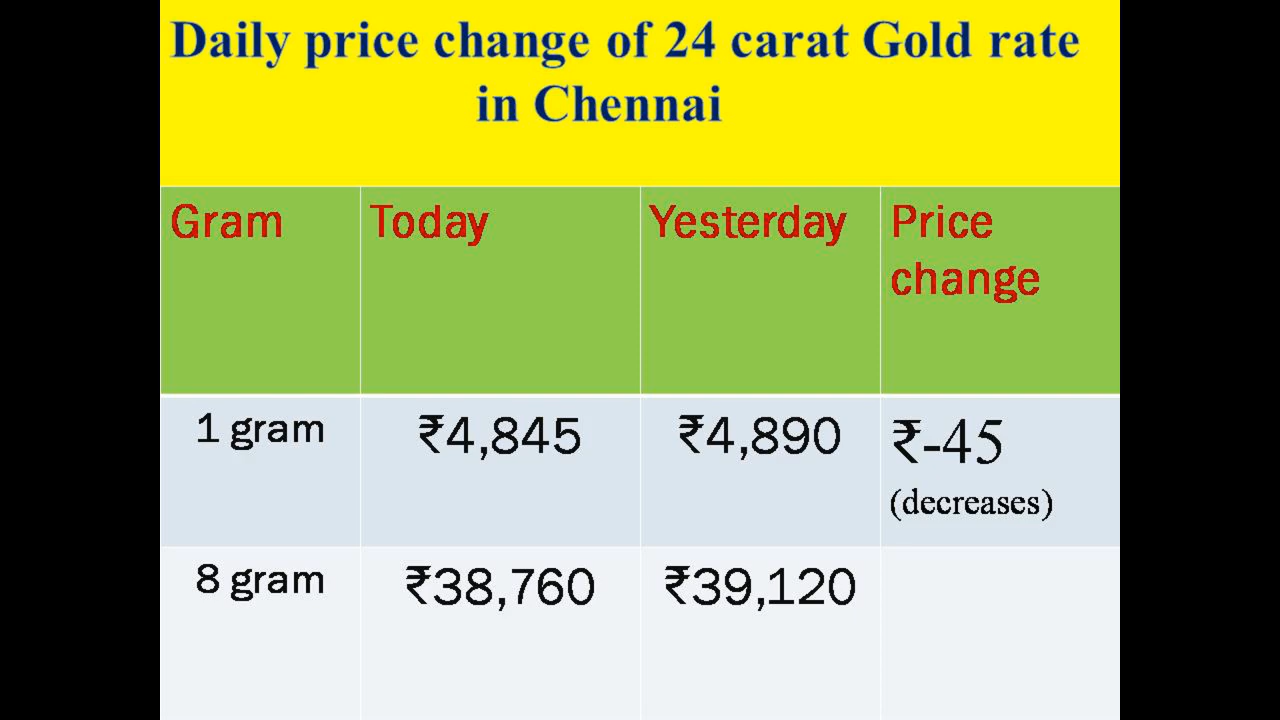 Daily price change of 24 carat Gold rate
in Chennai
Gram Today Yesterday Price
change
1 gram ₹4,845 ₹4,890 ₹-45
(decreases)
8 gram ₹38,760 ₹39,120